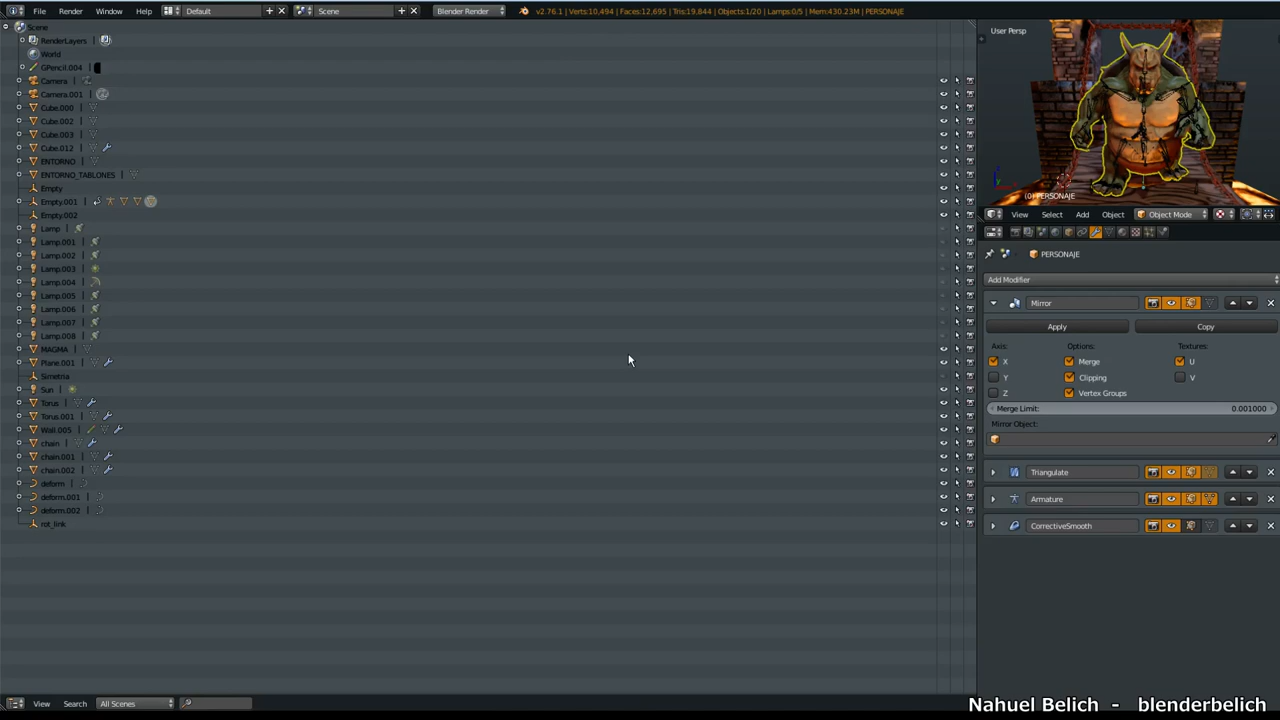 File Render Window Help Default Scene Blender Render v2.76.1 | Verts:10,494 | Faces:12,695 | Tris:19,844 | Objects:1/20 | Lamps:0/5 | Mem:430.23M | PERSONAJE
Scene
RenderLayers
World
GPencil.004
Camera
Camera.001
Cube.000
Cube.002
Cube.003
Cube.012
ENTORNO
ENTORNO_TABLONES
Empty
Empty.001
Empty.002
Lamp
Lamp.001
Lamp.002
Lamp.003
Lamp.004
Lamp.005
Lamp.006
Lamp.007
Lamp.008
MAGMA
Plane.001
Simetria
Sun
Torus
Torus.001
Wall.005
chain
chain.001
chain.002
deform
deform.001
deform.002
rot_link
View Search All Scenes
User Persp
(0) PERSONAJE
View Select Add Object Object Mode
PERSONAJE
Add Modifier
Mirror
Apply Copy
Axis: Options: Textures:
X Merge U
Y Clipping V
Z Vertex Groups
Merge Limit: 0.001000
Mirror Object:
Triangulate
Armature
CorrectiveSmooth
Nahuel Belich - blenderbelich